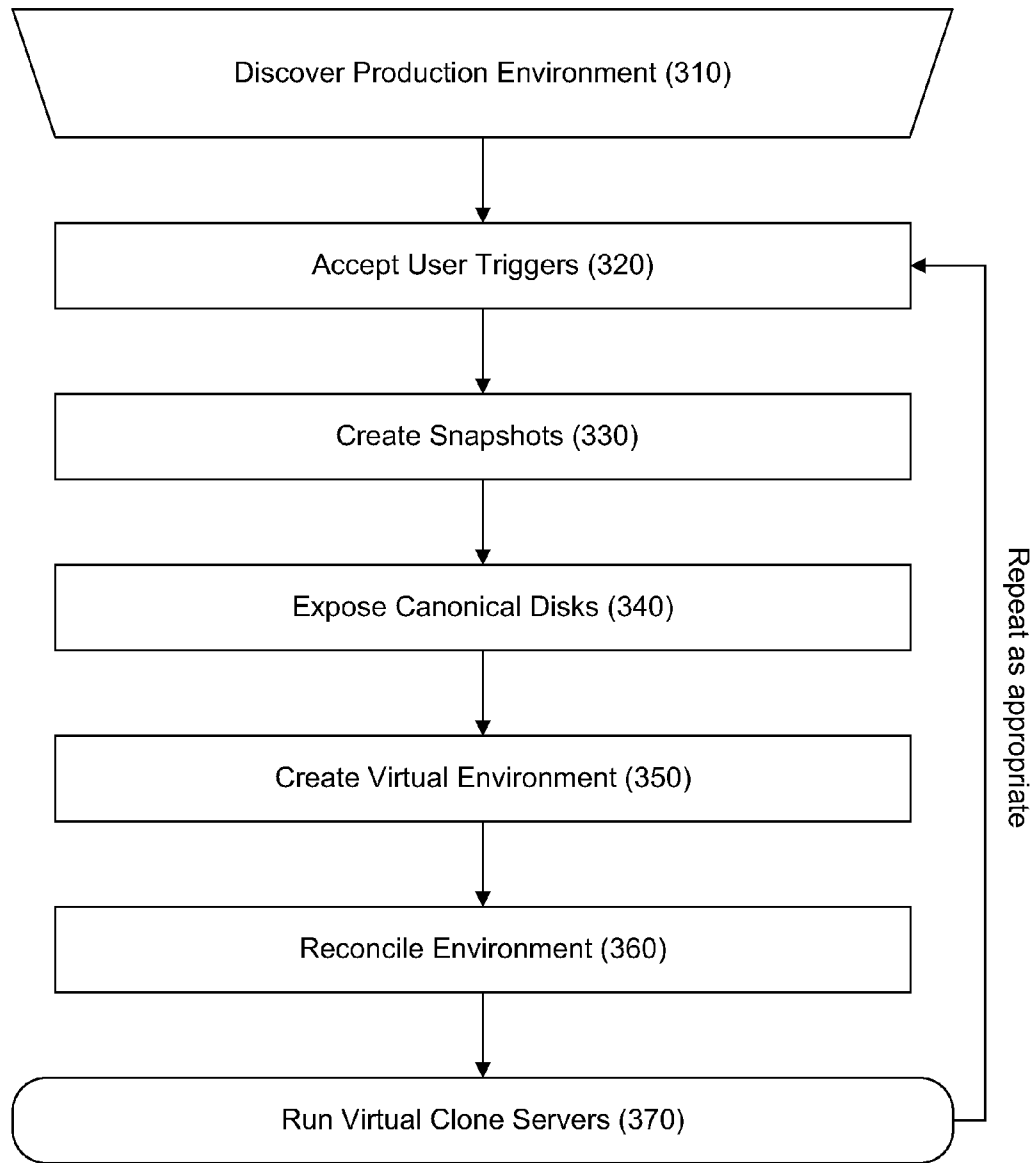 Discover Production Environment (310)
Accept User Triggers (320)
Create Snapshots (330)
Expose Canonical Disks (340)
Create Virtual Environment (350)
Reconcile Environment (360)
Run Virtual Clone Servers (370)
Repeat as appropriate